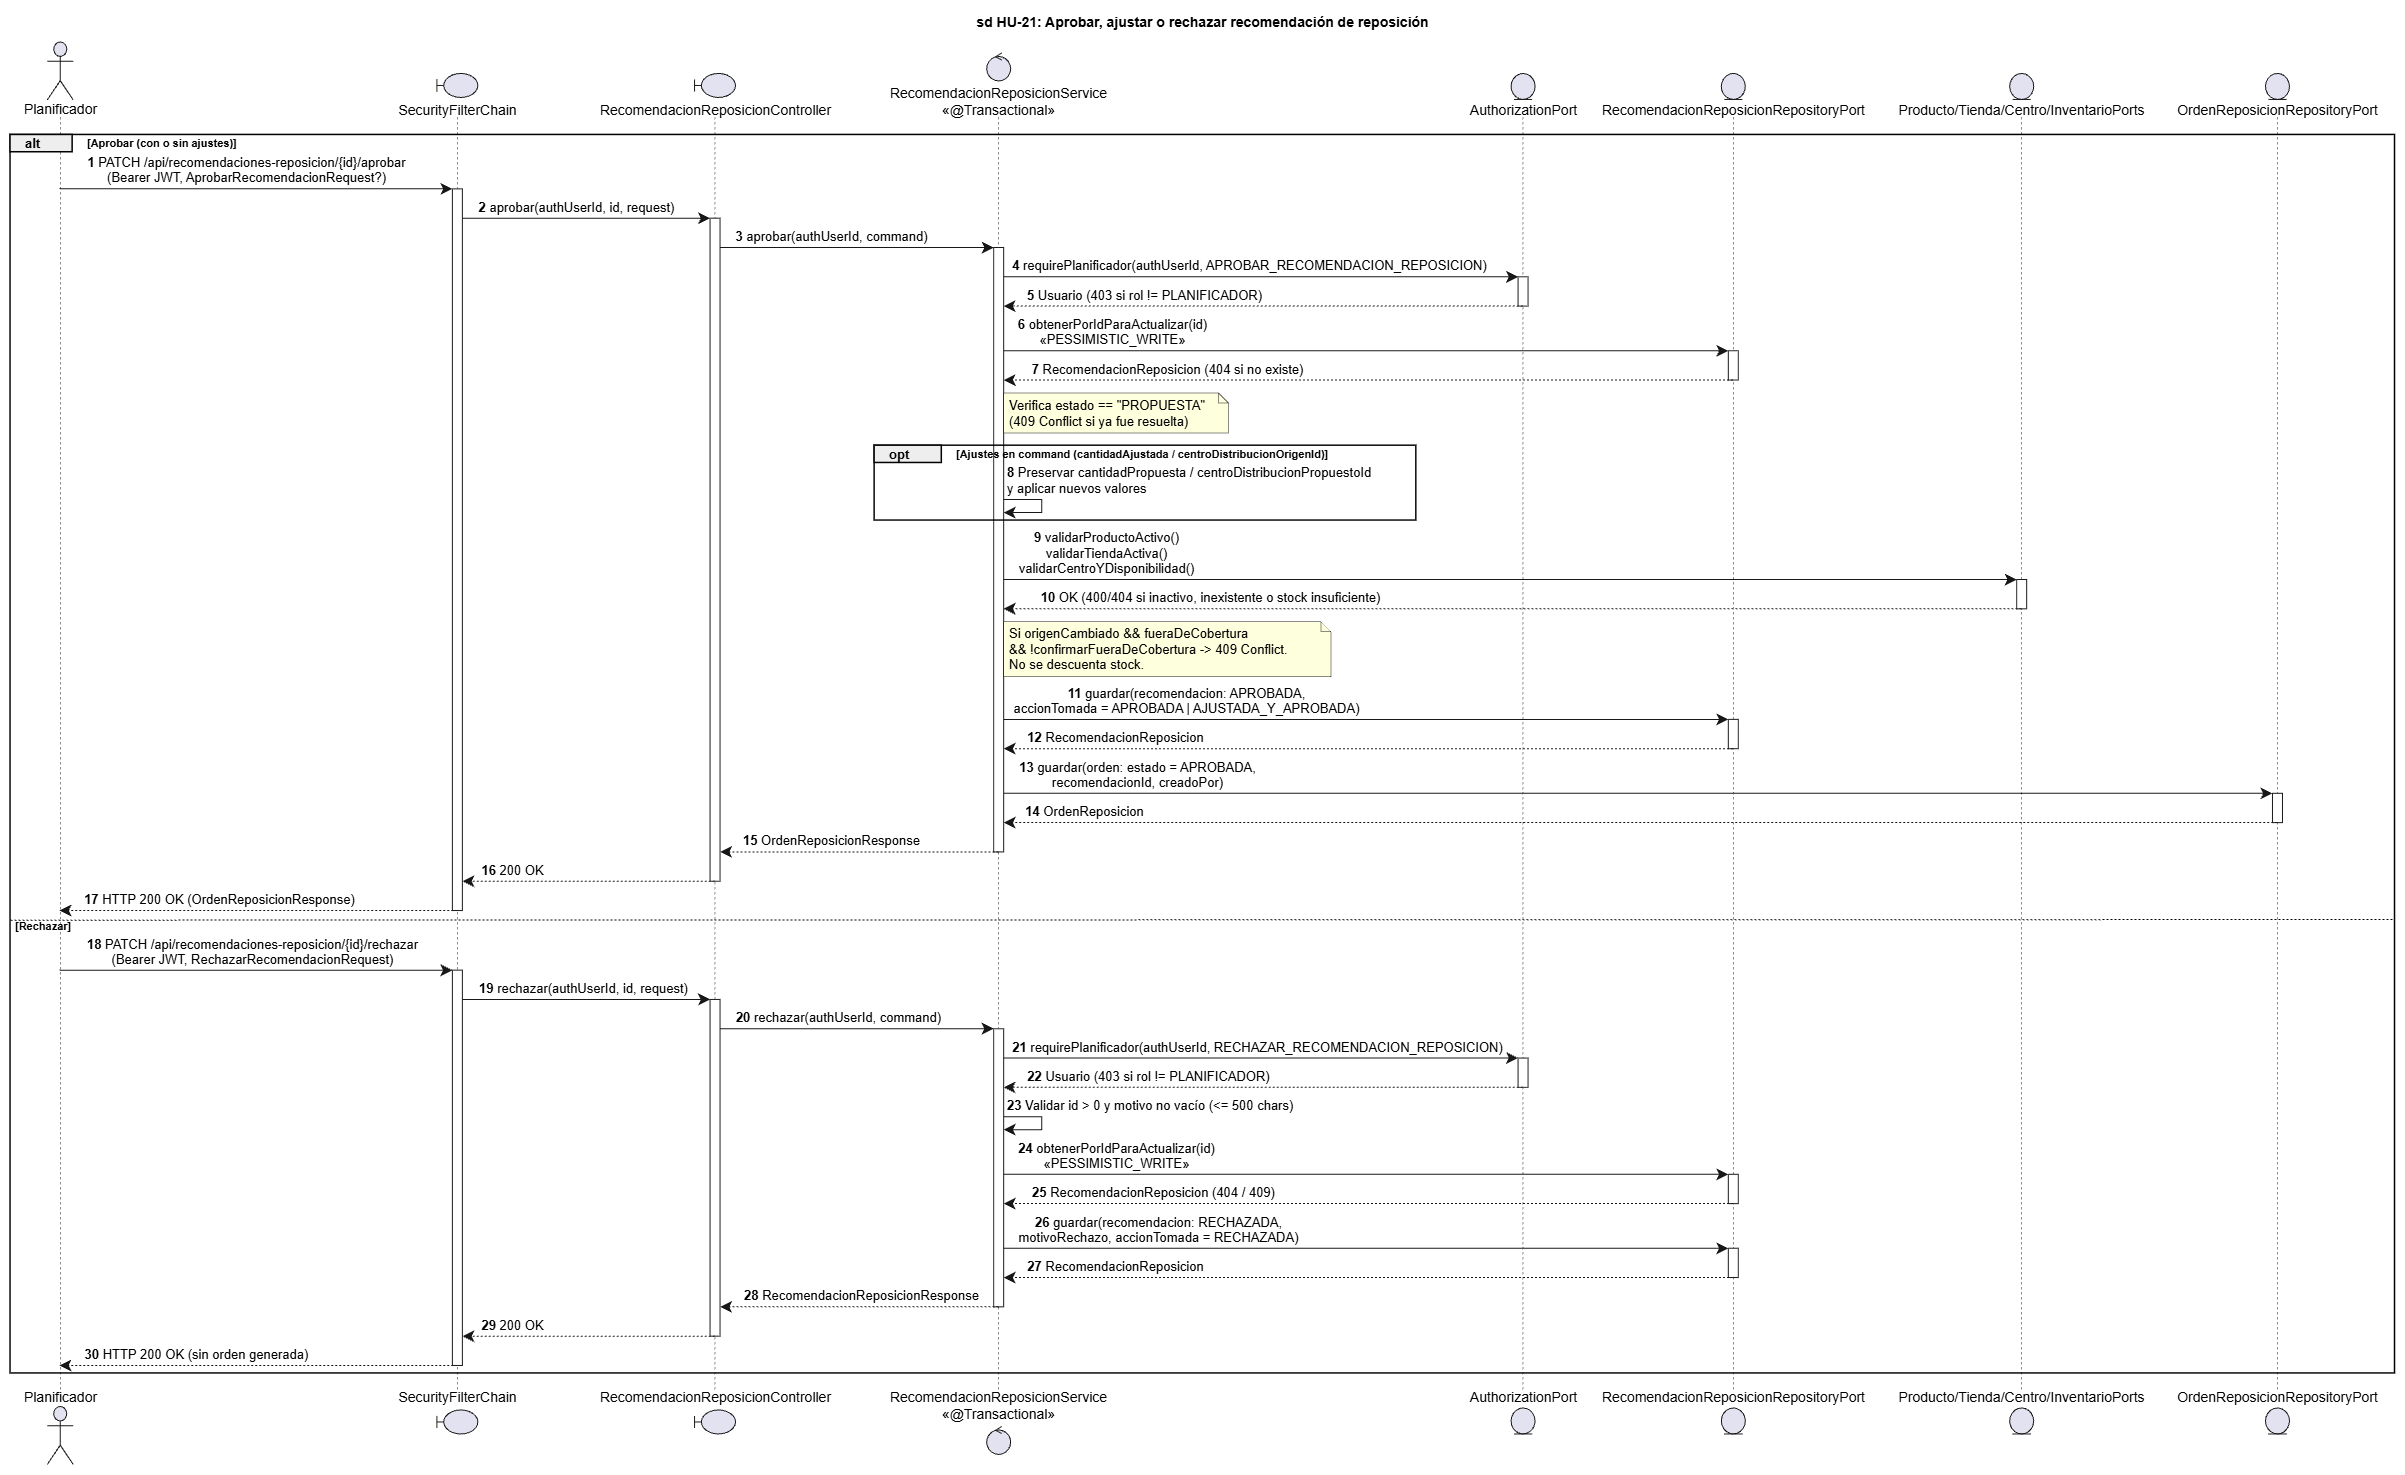 sd HU-21: Aprobar, ajustar o rechazar recomendación de reposición
Planificador
SecurityFilterChain
RecomendacionReposicionController
RecomendacionReposicionService
«@Transactional»
AuthorizationPort
RecomendacionReposicionRepositoryPort
Producto/Tienda/Centro/InventarioPorts
OrdenReposicionRepositoryPort
alt
[Aprobar (con o sin ajustes)]
1 PATCH /api/recomendaciones-reposicion/{id}/aprobar
(Bearer JWT, AprobarRecomendacionRequest?)
2 aprobar(authUserId, id, request)
3 aprobar(authUserId, command)
4 requirePlanificador(authUserId, APROBAR_RECOMENDACION_REPOSICION)
5 Usuario (403 si rol != PLANIFICADOR)
6 obtenerPorIdParaActualizar(id)
«PESSIMISTIC_WRITE»
7 RecomendacionReposicion (404 si no existe)
Verifica estado == "PROPUESTA"
(409 Conflict si ya fue resuelta)
opt
[Ajustes en command (cantidadAjustada / centroDistribucionOrigenId)]
8 Preservar cantidadPropuesta / centroDistribucionPropuestoId
y aplicar nuevos valores
9 validarProductoActivo()
validarTiendaActiva()
validarCentroYDisponibilidad()
10 OK (400/404 si inactivo, inexistente o stock insuficiente)
Si origenCambiado && fueraDeCobertura
&& !confirmarFueraDeCobertura -> 409 Conflict.
No se descuenta stock.
11 guardar(recomendacion: APROBADA,
accionTomada = APROBADA | AJUSTADA_Y_APROBADA)
12 RecomendacionReposicion
13 guardar(orden: estado = APROBADA,
recomendacionId, creadoPor)
14 OrdenReposicion
15 OrdenReposicionResponse
16 200 OK
17 HTTP 200 OK (OrdenReposicionResponse)
[Rechazar]
18 PATCH /api/recomendaciones-reposicion/{id}/rechazar
(Bearer JWT, RechazarRecomendacionRequest)
19 rechazar(authUserId, id, request)
20 rechazar(authUserId, command)
21 requirePlanificador(authUserId, RECHAZAR_RECOMENDACION_REPOSICION)
22 Usuario (403 si rol != PLANIFICADOR)
23 Validar id > 0 y motivo no vacío (<= 500 chars)
24 obtenerPorIdParaActualizar(id)
«PESSIMISTIC_WRITE»
25 RecomendacionReposicion (404 / 409)
26 guardar(recomendacion: RECHAZADA,
motivoRechazo, accionTomada = RECHAZADA)
27 RecomendacionReposicion
28 RecomendacionReposicionResponse
29 200 OK
30 HTTP 200 OK (sin orden generada)
Planificador
SecurityFilterChain
RecomendacionReposicionController
RecomendacionReposicionService
«@Transactional»
AuthorizationPort
RecomendacionReposicionRepositoryPort
Producto/Tienda/Centro/InventarioPorts
OrdenReposicionRepositoryPort